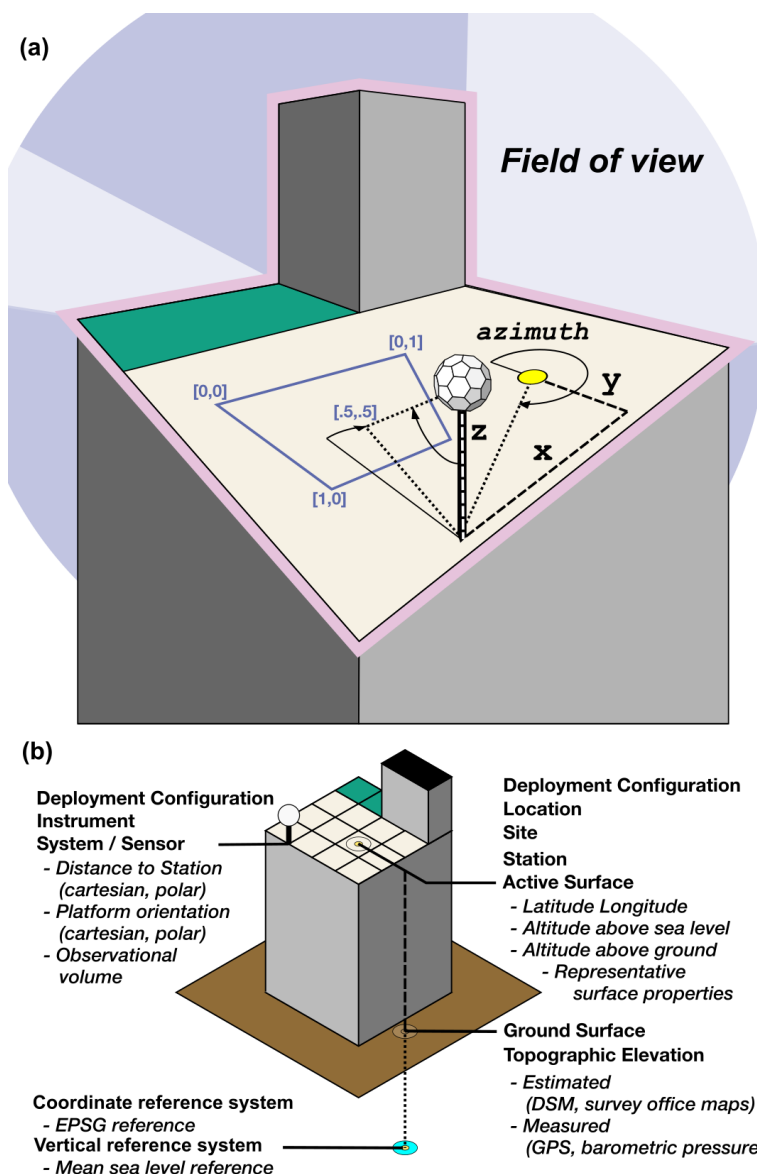 (a)
Field of view
azimuth
[0,1]
[0,0]
y
[.5,.5]
z
x
[1,0]
(b)
Deployment Configuration
Instrument
System / Sensor
- Distance to Station
(cartesian, polar)
- Platform orientation
(cartesian, polar)
- Observational
volume
Deployment Configuration
Location
Site
Station
Active Surface
- Latitude Longitude
- Altitude above sea level
- Altitude above ground
- Representative
surface properties
Ground Surface
Topographic Elevation
- Estimated
(DSM, survey office maps)
- Measured
(GPS, barometric pressure
Coordinate reference system
- EPSG reference
Vertical reference system
- Mean sea level reference